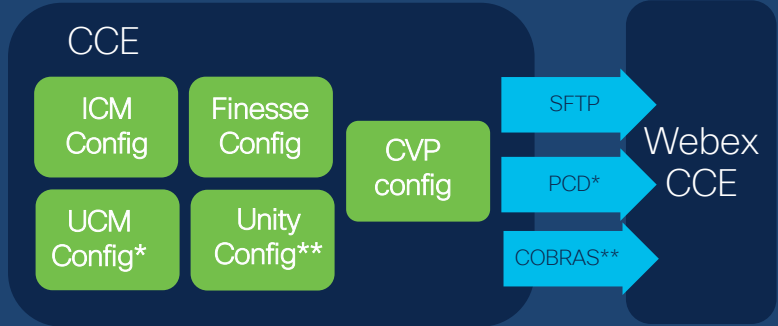 CCE
ICM
Config
Finesse
Config
CVP
config
UCM
Config*
Unity
Config**
SFTP
PCD*
COBRAS**
Webex
CCE